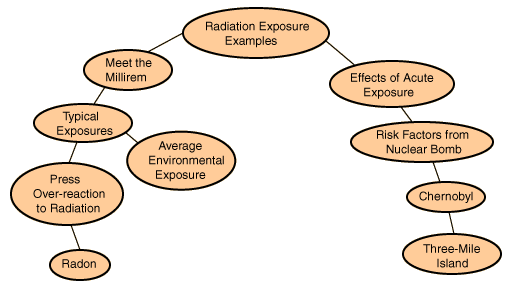 Radiation Exposure
Examples
Meet the
Millirem
Effects of Acute
Exposure
Typical
Exposures
Average
Environmental
Exposure
Risk Factors from
Nuclear Bomb
Press
Over-reaction
to Radiation
Chernobyl
Radon
Three-Mile
Island